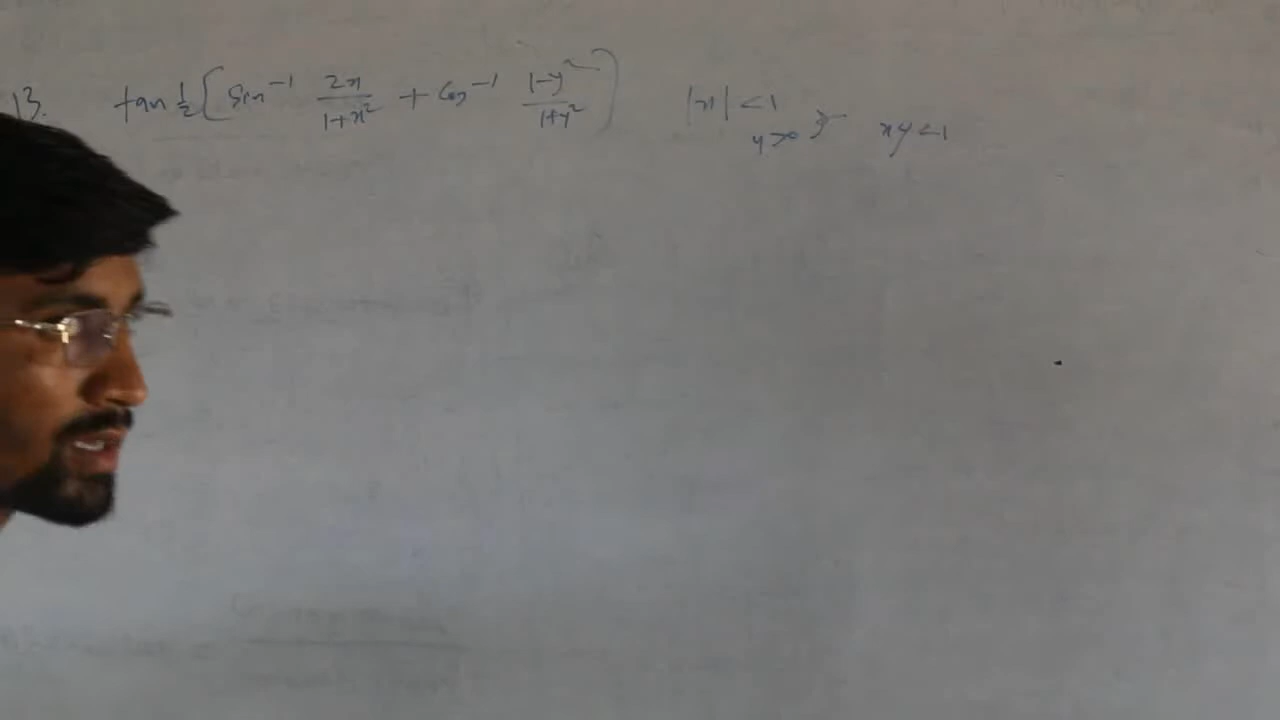 13. tan 1/2 [ Sin⁻¹ 2x/1+x² + Cos⁻¹ 1-y²/1+y² ] |x| <1
y>0 } xy <1